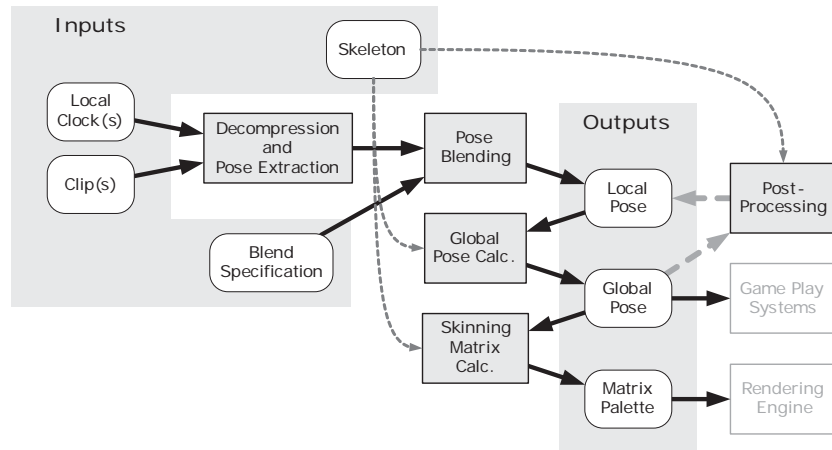 Inputs
Skeleton
Local
Clock(s)
Clip(s)
Decompression
and
Pose Extraction
Blend
Specification
Pose
Blending
Global
Pose Calc.
Skinning
Matrix
Calc.
Outputs
Local
Pose
Global
Pose
Matrix
Palette
Post-
Processing
Game Play
Systems
Rendering
Engine